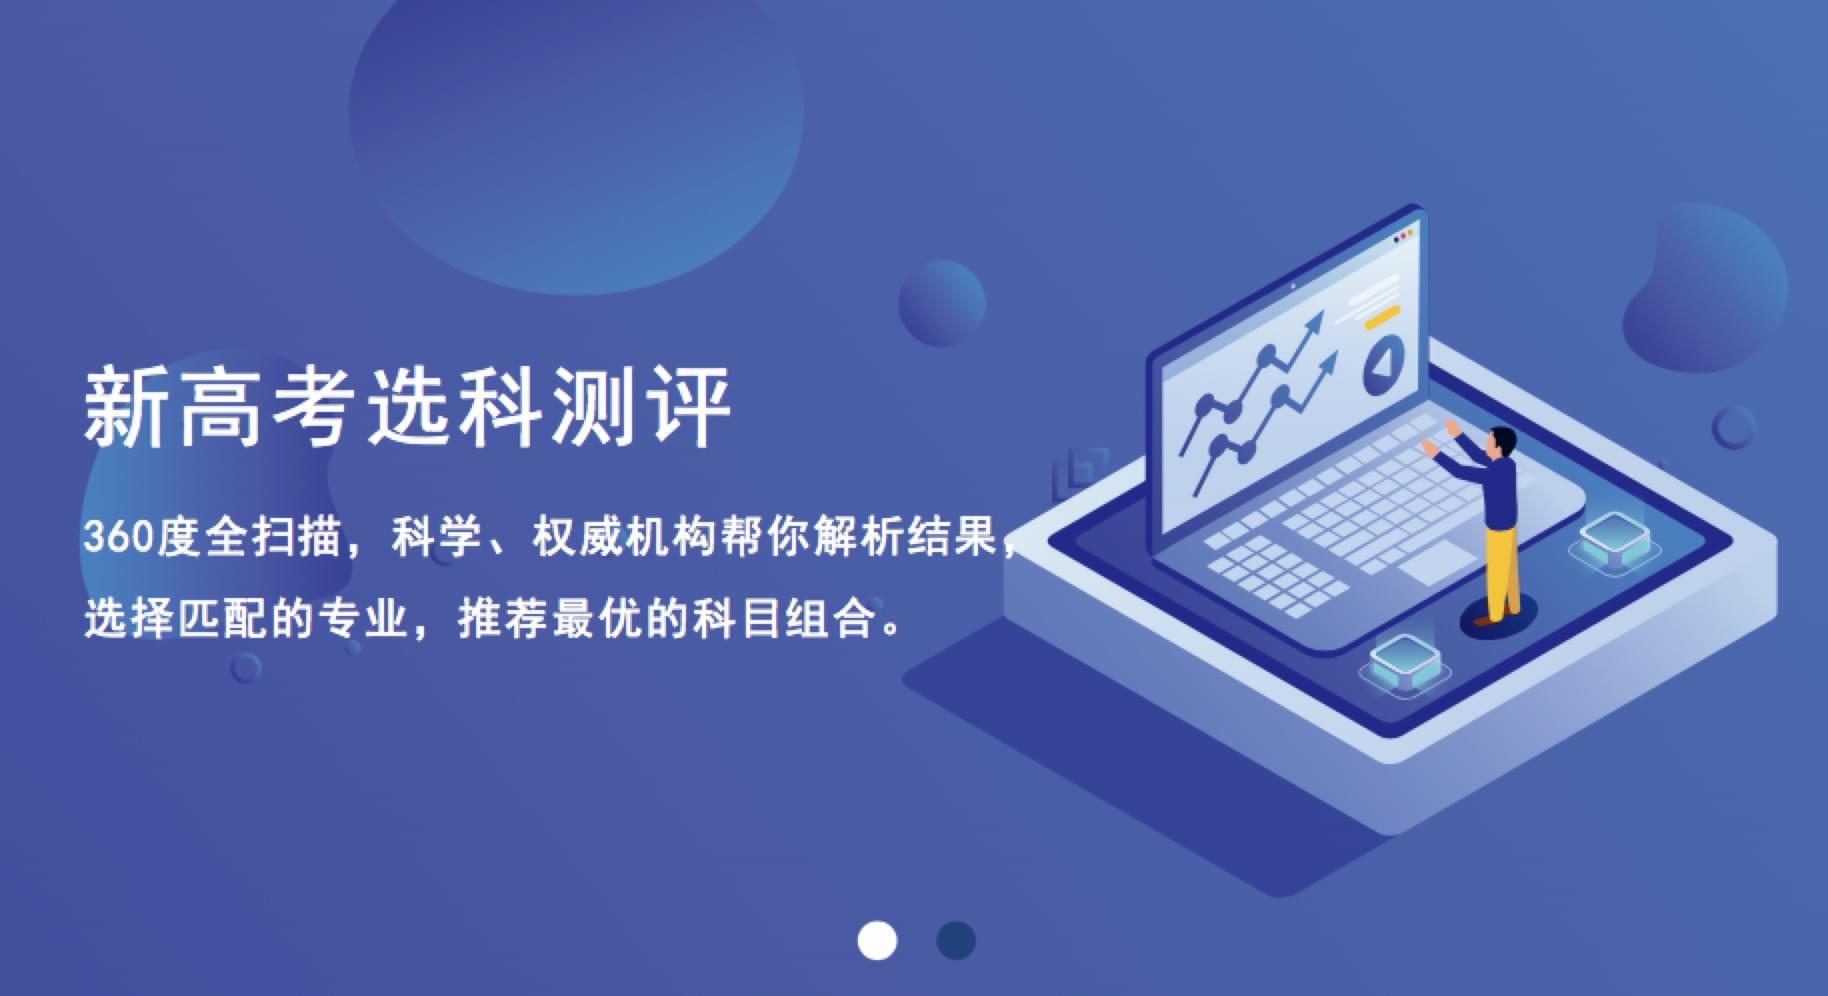 新高考选科测评
360度全扫描，科学、权威机构帮你解析结果，
选择匹配的专业，推荐最优的科目组合。